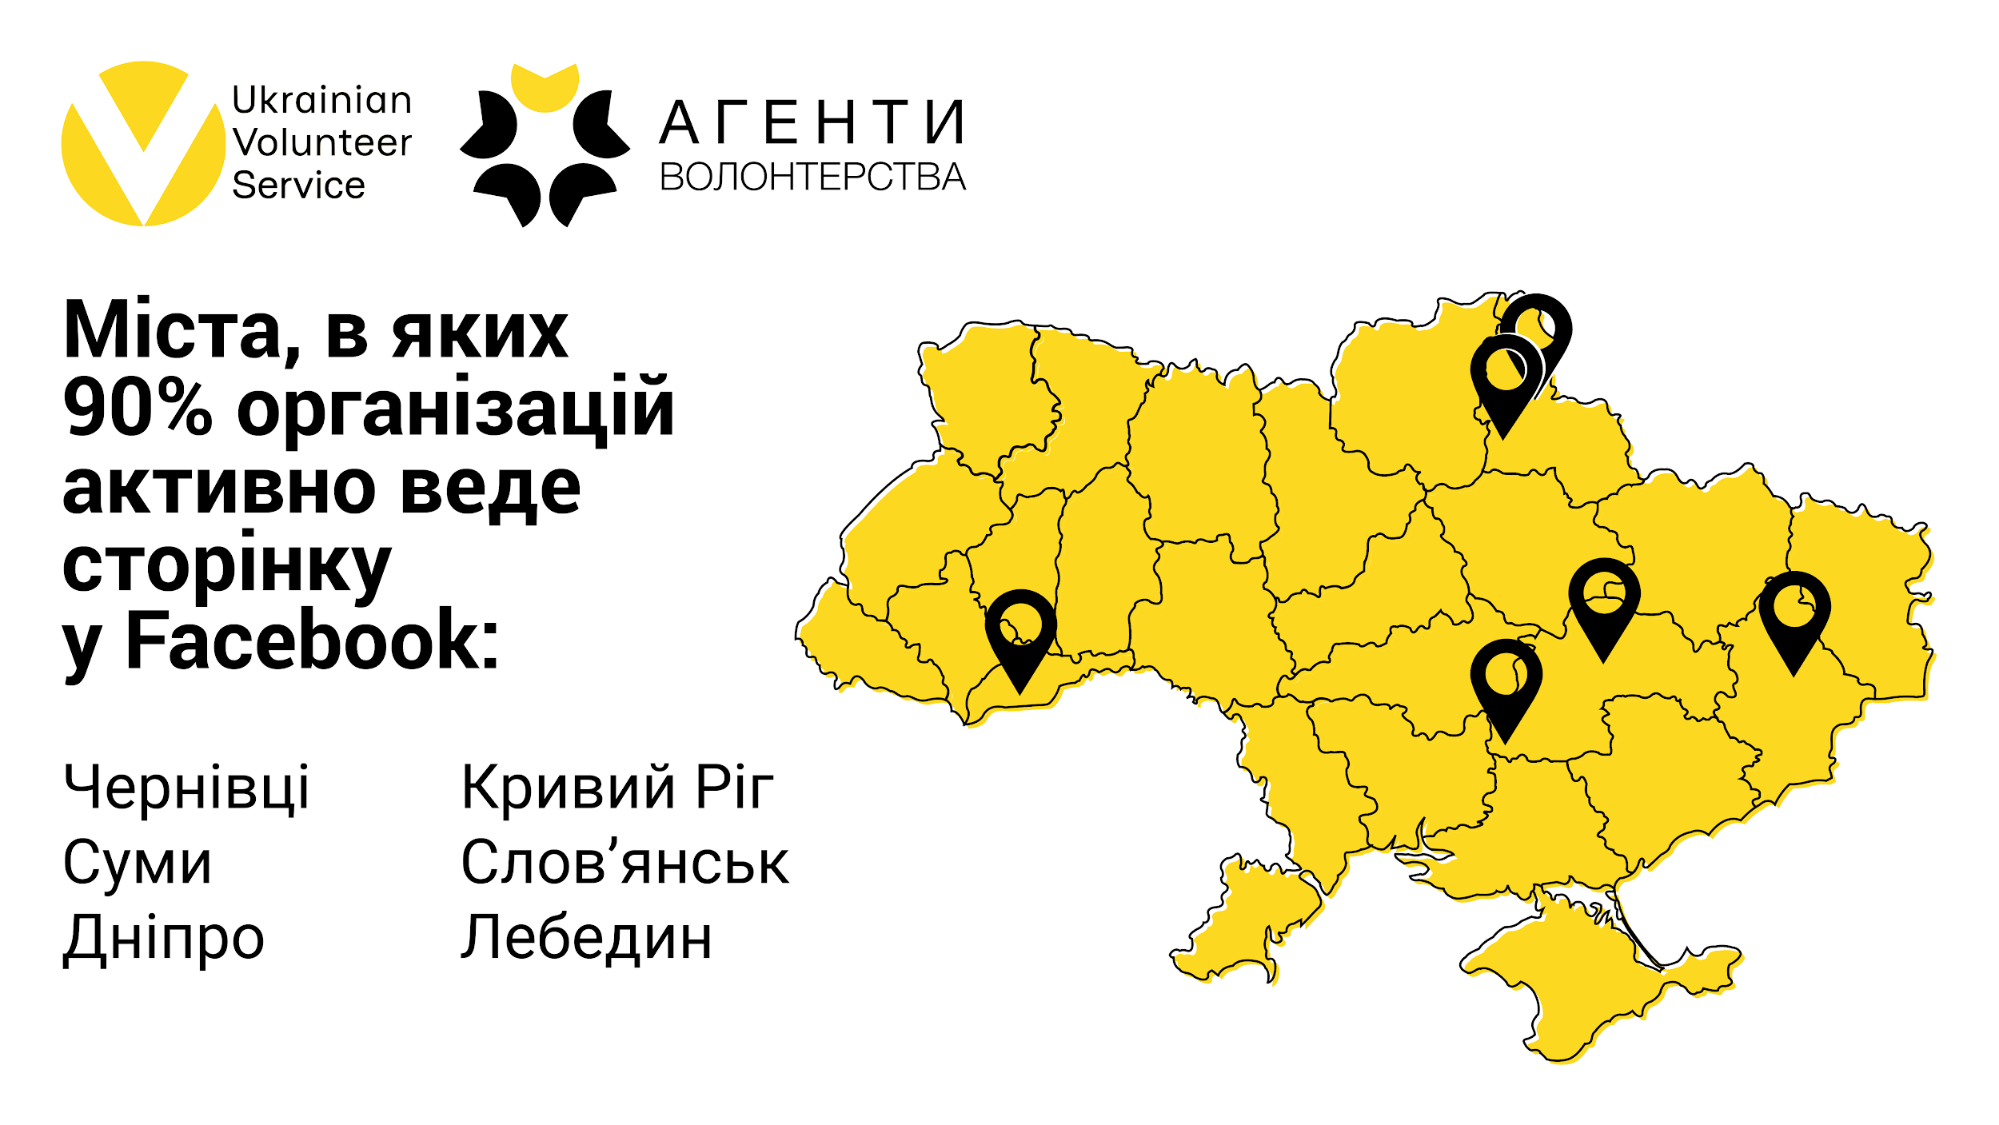 Ukrainian
Volunteer
Service
АГЕНТИ
ВОЛОНТЕРСТВА
Міста, в яких
90% організацій
активно веде
сторінку
у Facebook:
Чернівці
Суми
Дніпро
Кривий Ріг
Слов’янськ
Лебедин